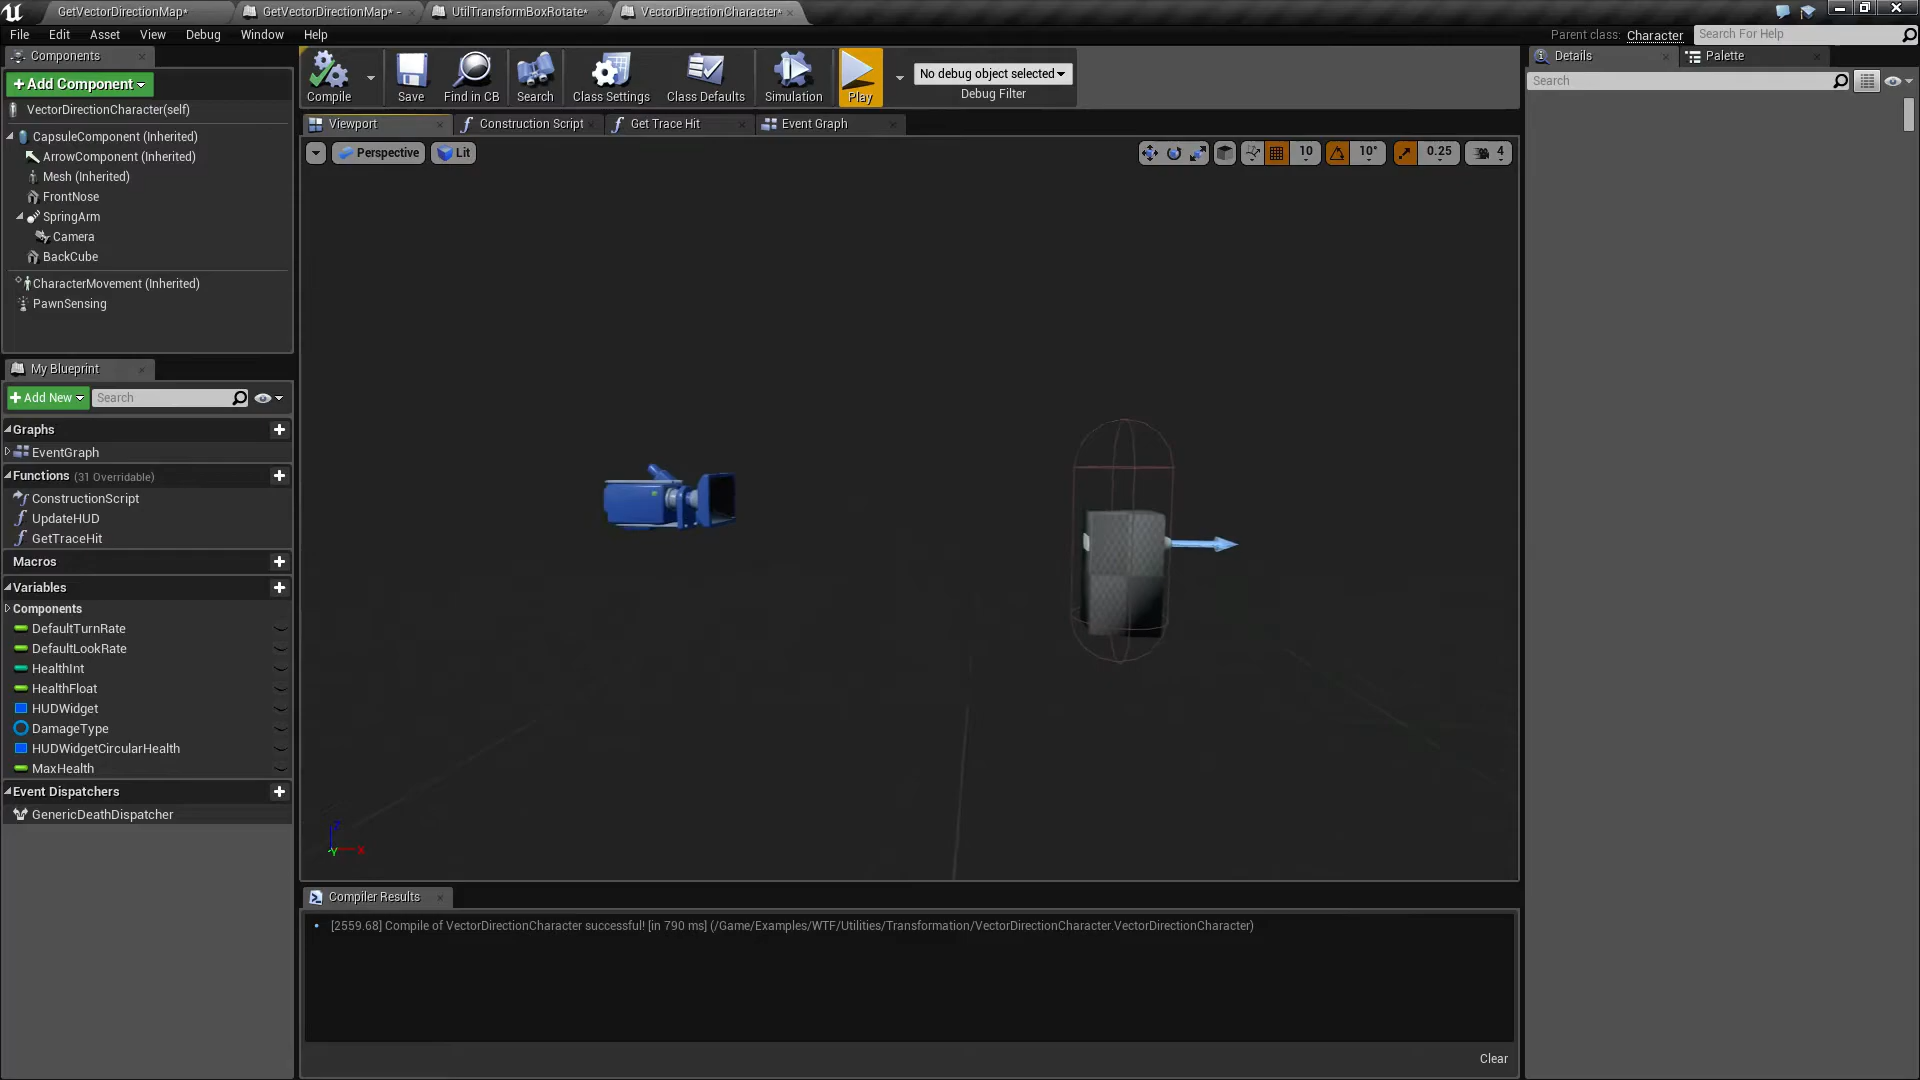 GetVectorDirectionMap*
GetVectorDirectionMap* -
UtilTransformBoxRotate*
VectorDirectionCharacter*
File Edit Asset View Debug Window Help
Parent class: Character
Search For Help
Components
+Add Component
VectorDirectionCharacter(self)
CapsuleComponent (Inherited)
ArrowComponent (Inherited)
Mesh (Inherited)
FrontNose
SpringArm
Camera
BackCube
CharacterMovement (Inherited)
PawnSensing
My Blueprint
+Add New
Search
Graphs
EventGraph
Functions (31 Overridable)
ConstructionScript
UpdateHUD
GetTraceHit
Macros
Variables
Components
DefaultTurnRate
DefaultLookRate
HealthInt
HealthFloat
HUDWidget
DamageType
HUDWidgetCircularHealth
MaxHealth
Event Dispatchers
GenericDeathDispatcher
Compile
Save
Find in CB
Search
Class Settings
Class Defaults
Simulation
Play
No debug object selected
Debug Filter
Viewport
Construction Script
Get Trace Hit
Event Graph
Perspective
Lit
10
10°
0.25
4
Z
Y
X
Compiler Results
[2559.68] Compile of VectorDirectionCharacter successful! [in 790 ms] (/Game/Examples/WTF/Utilities/Transformation/VectorDirectionCharacter.VectorDirectionCharacter)
Clear
Details
Palette
Search